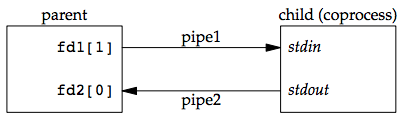 parent
child (coprocess)
fd1[1]
pipe1
stdin
fd2[0]
pipe2
stdout